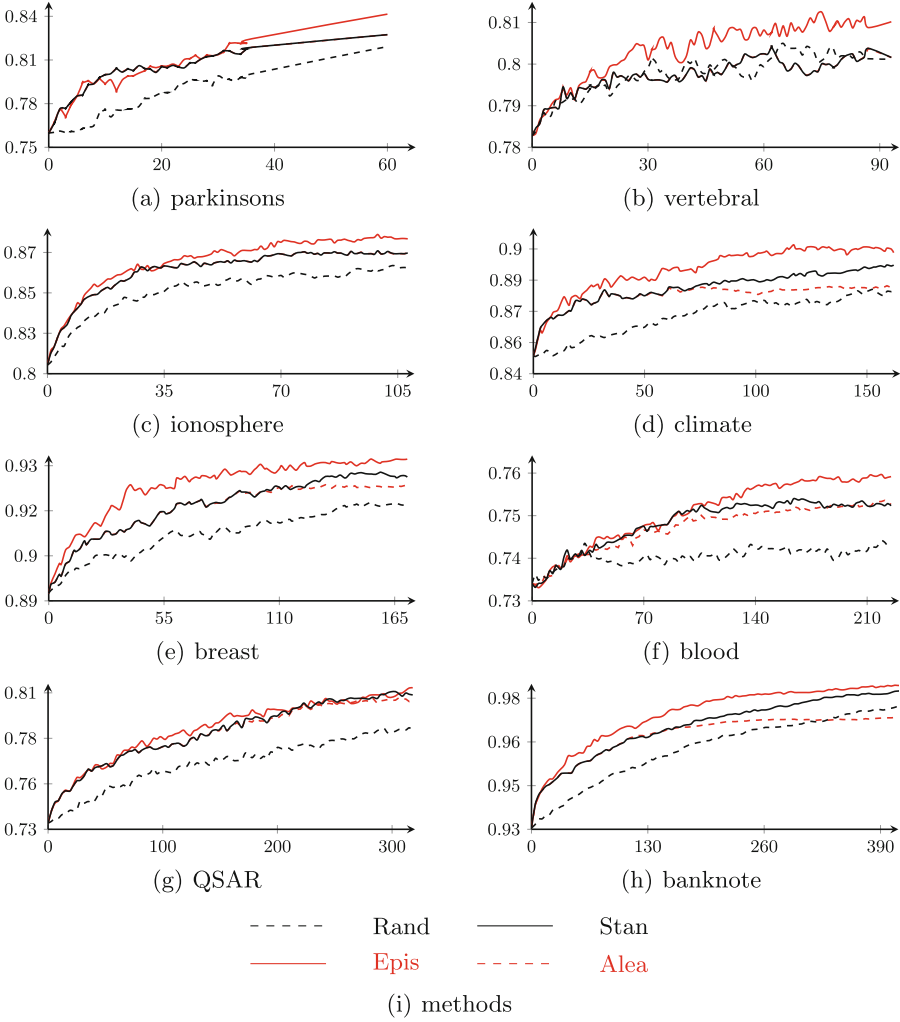 0.84 0.81
0.81 0.8
0.78 0.79
0.75 0.78
0 20 40 60 0 30 60 90
(a) parkinsons (b) vertebral
0.87 0.9
0.85 0.89
0.87
0.83 0.86
0.8 0.84
0 35 70 105 0 50 100 150
(c) ionosphere (d) climate
0.93 0.76
0.92 0.75
0.9 0.74
0.89 0.73
0 55 110 165 0 70 140 210
(e) breast (f) blood
0.81 0.98
0.78 0.96
0.76 0.95
0.73 0.93
0 100 200 300 0 130 260 390
(g) QSAR (h) banknote
Rand Stan
Epis Alea
(i) methods